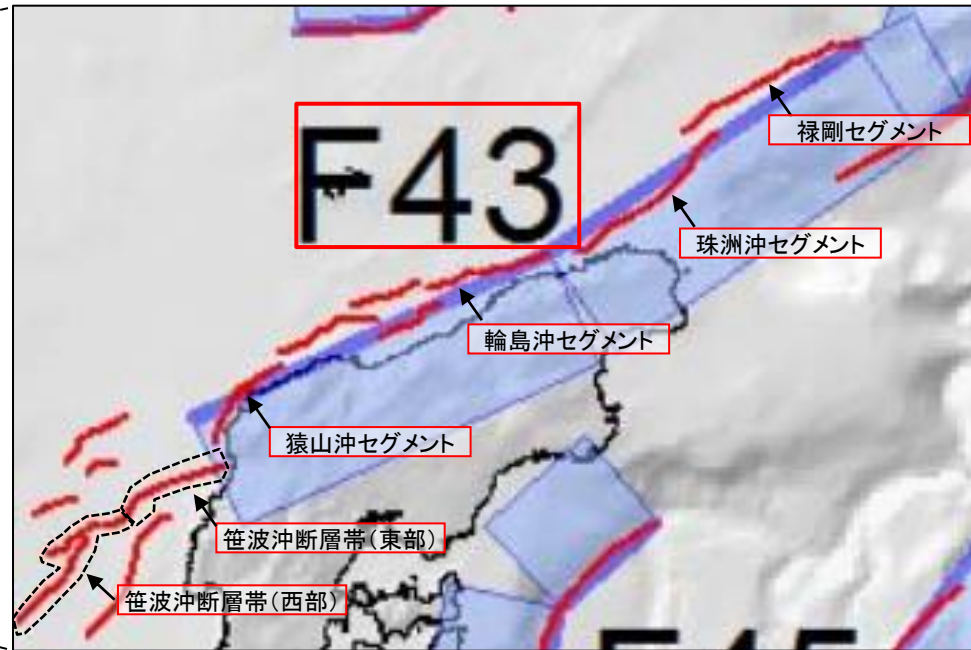 禄剛セグメント
F43
珠洲沖セグメント
輪島沖セグメント
猿山沖セグメント
笹波沖断層帯(東部)
笹波沖断層帯(西部)